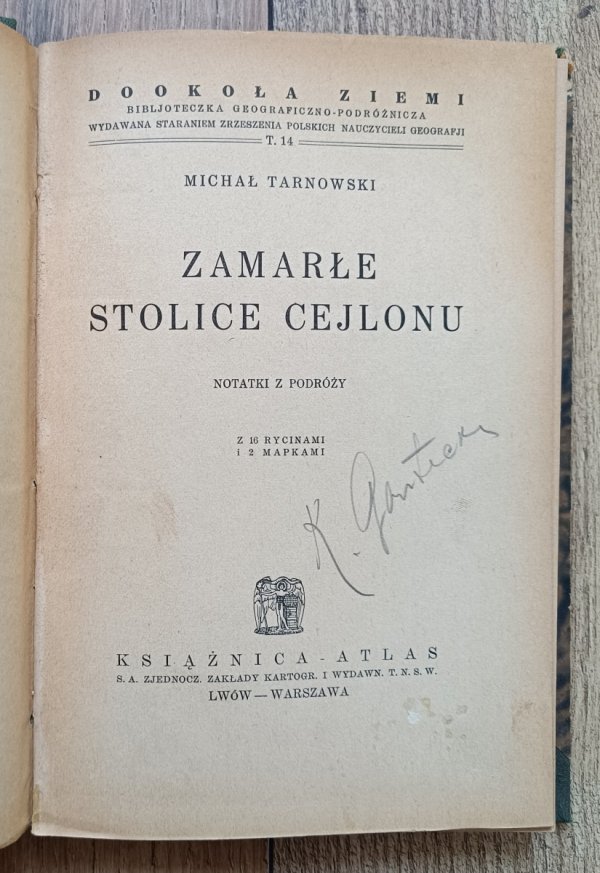 DOOKOŁA ZIEMI
BIBLJOTECZKA GEOGRAFICZNO-PODRÓŻNICZA
WYDAWANA STARANIEM ZRZESZENIA POLSKICH NAUCZYCIELI GEOGRAFJI
T. 14
MICHAŁ TARNOWSKI
ZAMARŁE
STOLICE CEJLONU
NOTATKI Z PODRÓŻY
Z 16 RYCINAMI
i 2 MAPKAMI
K.
KSIĄŻNICA-ATLAS
S. A. ZJEDNOCZ. ZAKŁADY KARTOGR. I WYDAWN. T. N. S. W.
LWÓW — WARSZAWA